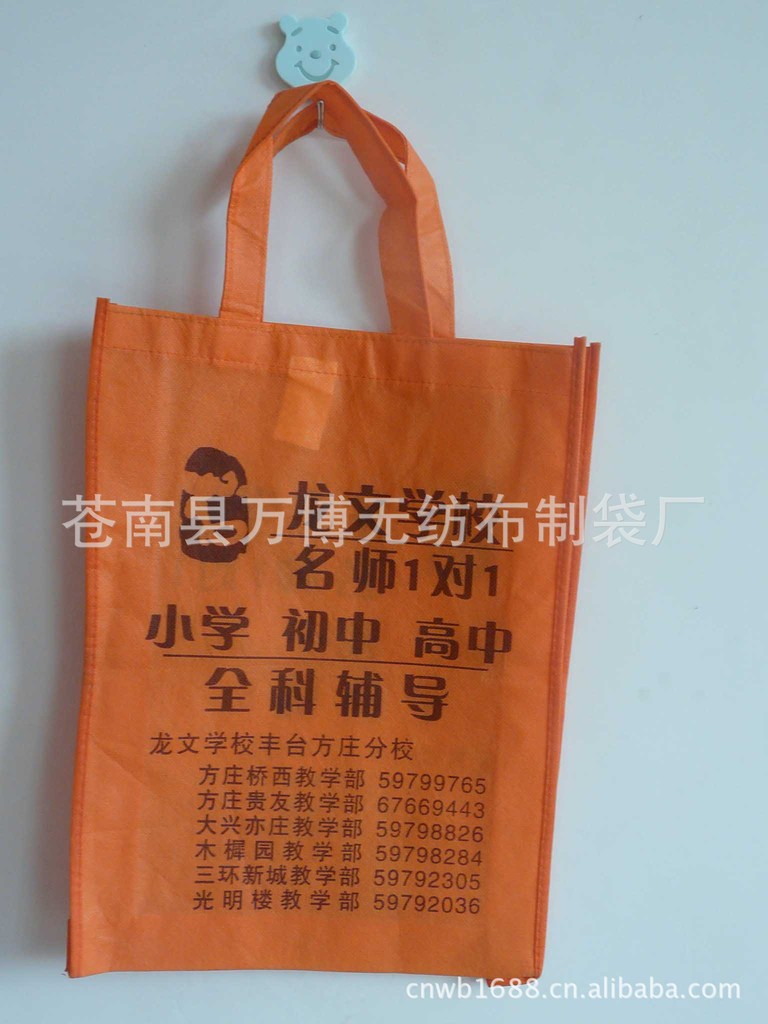 龙文学校
苍南县万博无纺布制袋厂
名师1对1
小学 初中 高中
全科辅导
龙文学校丰台方庄分校
方庄桥西教学部 59799765
方庄贵友教学部 67669443
大兴亦庄教学部 59798826
木樨园教学部 59798284
三环新城教学部 59792305
光明楼教学部 59792036
cnwb1688.cn.alibaba.com